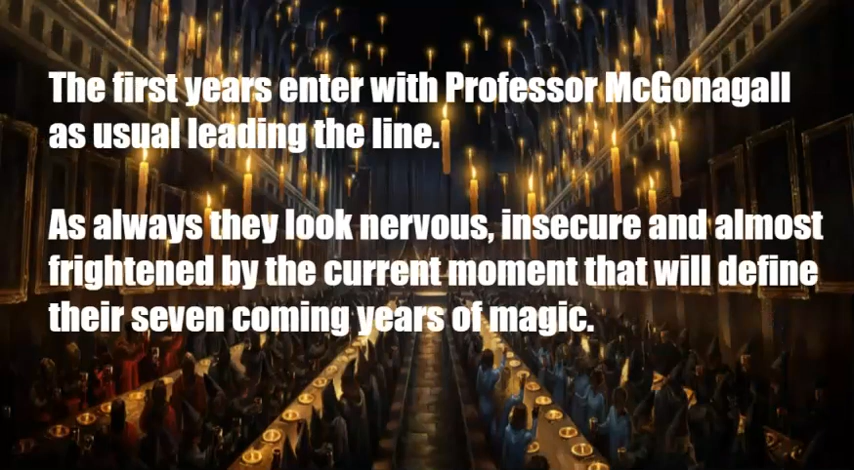 The first years enter with Professor McGonagall
as usual leading the line.
As always they look nervous, insecure and almost
frightened by the current moment that will define
their seven coming years of magic.